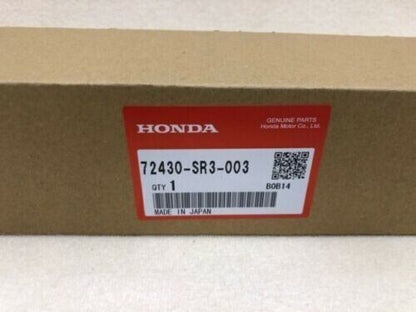 GENUINE PARTS
HONDA Honda Motor Co., Ltd.
72430-SR3-003
QTY 1 B0B14
MADE IN JAPAN